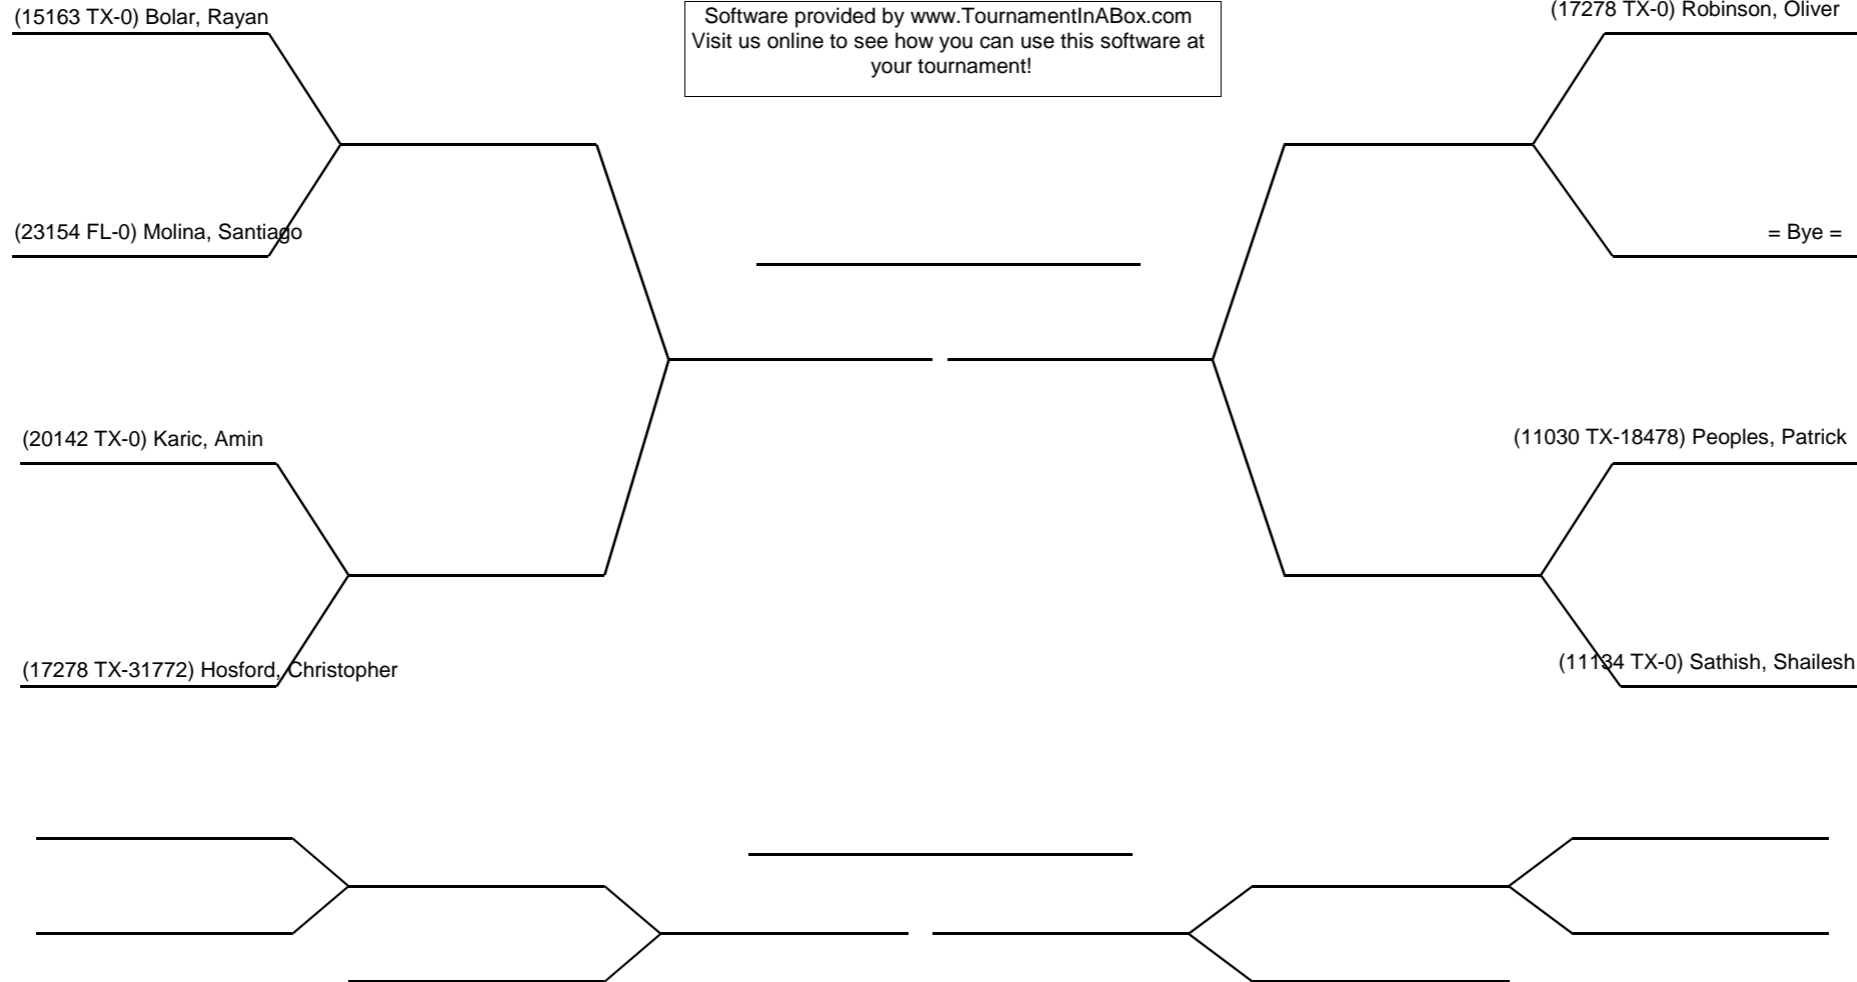 (15163 TX-0) Bolar, Rayan
Software provided by www.TournamentInABox.com
Visit us online to see how you can use this software at
your tournament!
(17278 TX-0) Robinson, Oliver
(23154 FL-0) Molina, Santiago
= Bye =
(20142 TX-0) Karic, Amin
(11030 TX-18478) Peoples, Patrick
(17278 TX-31772) Hosford, Christopher
(11134 TX-0) Sathish, Shailesh